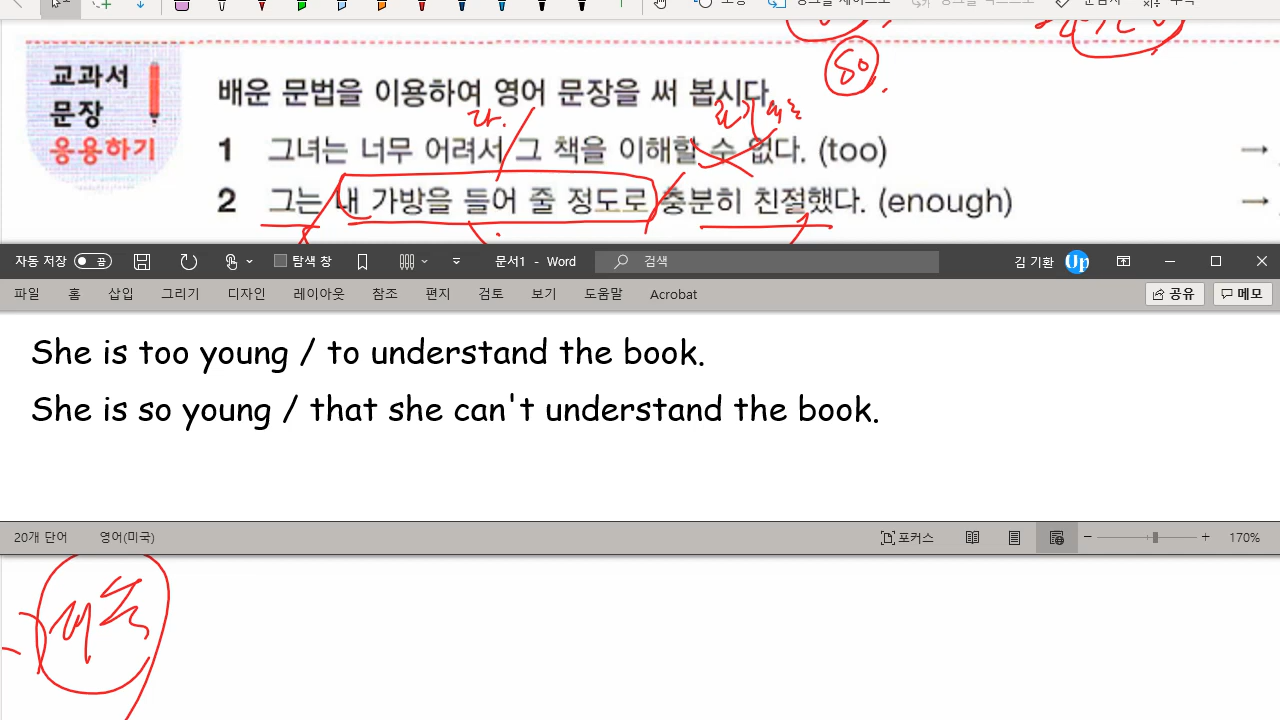 80
교과서
문장
응용하기
배운 문법을 이용하여 영어 문장을 써 봅시다
다.
1 그녀는 너무 어려서 그 책을 이해할 수 없다. (too) →
2 그는 내 가방을 들어 줄 정도로 충분히 친절했다. (enough) →
자동 저장 끔 탐색 창 문서1 - Word 검색 김 기환 Up
파일 홈 삽입 그리기 디자인 레이아웃 참조 편지 검토 보기 도움말 Acrobat 공유 메모
She is too young / to understand the book.
She is so young / that she can't understand the book.
20개 단어 영어(미국) 포커스 170%